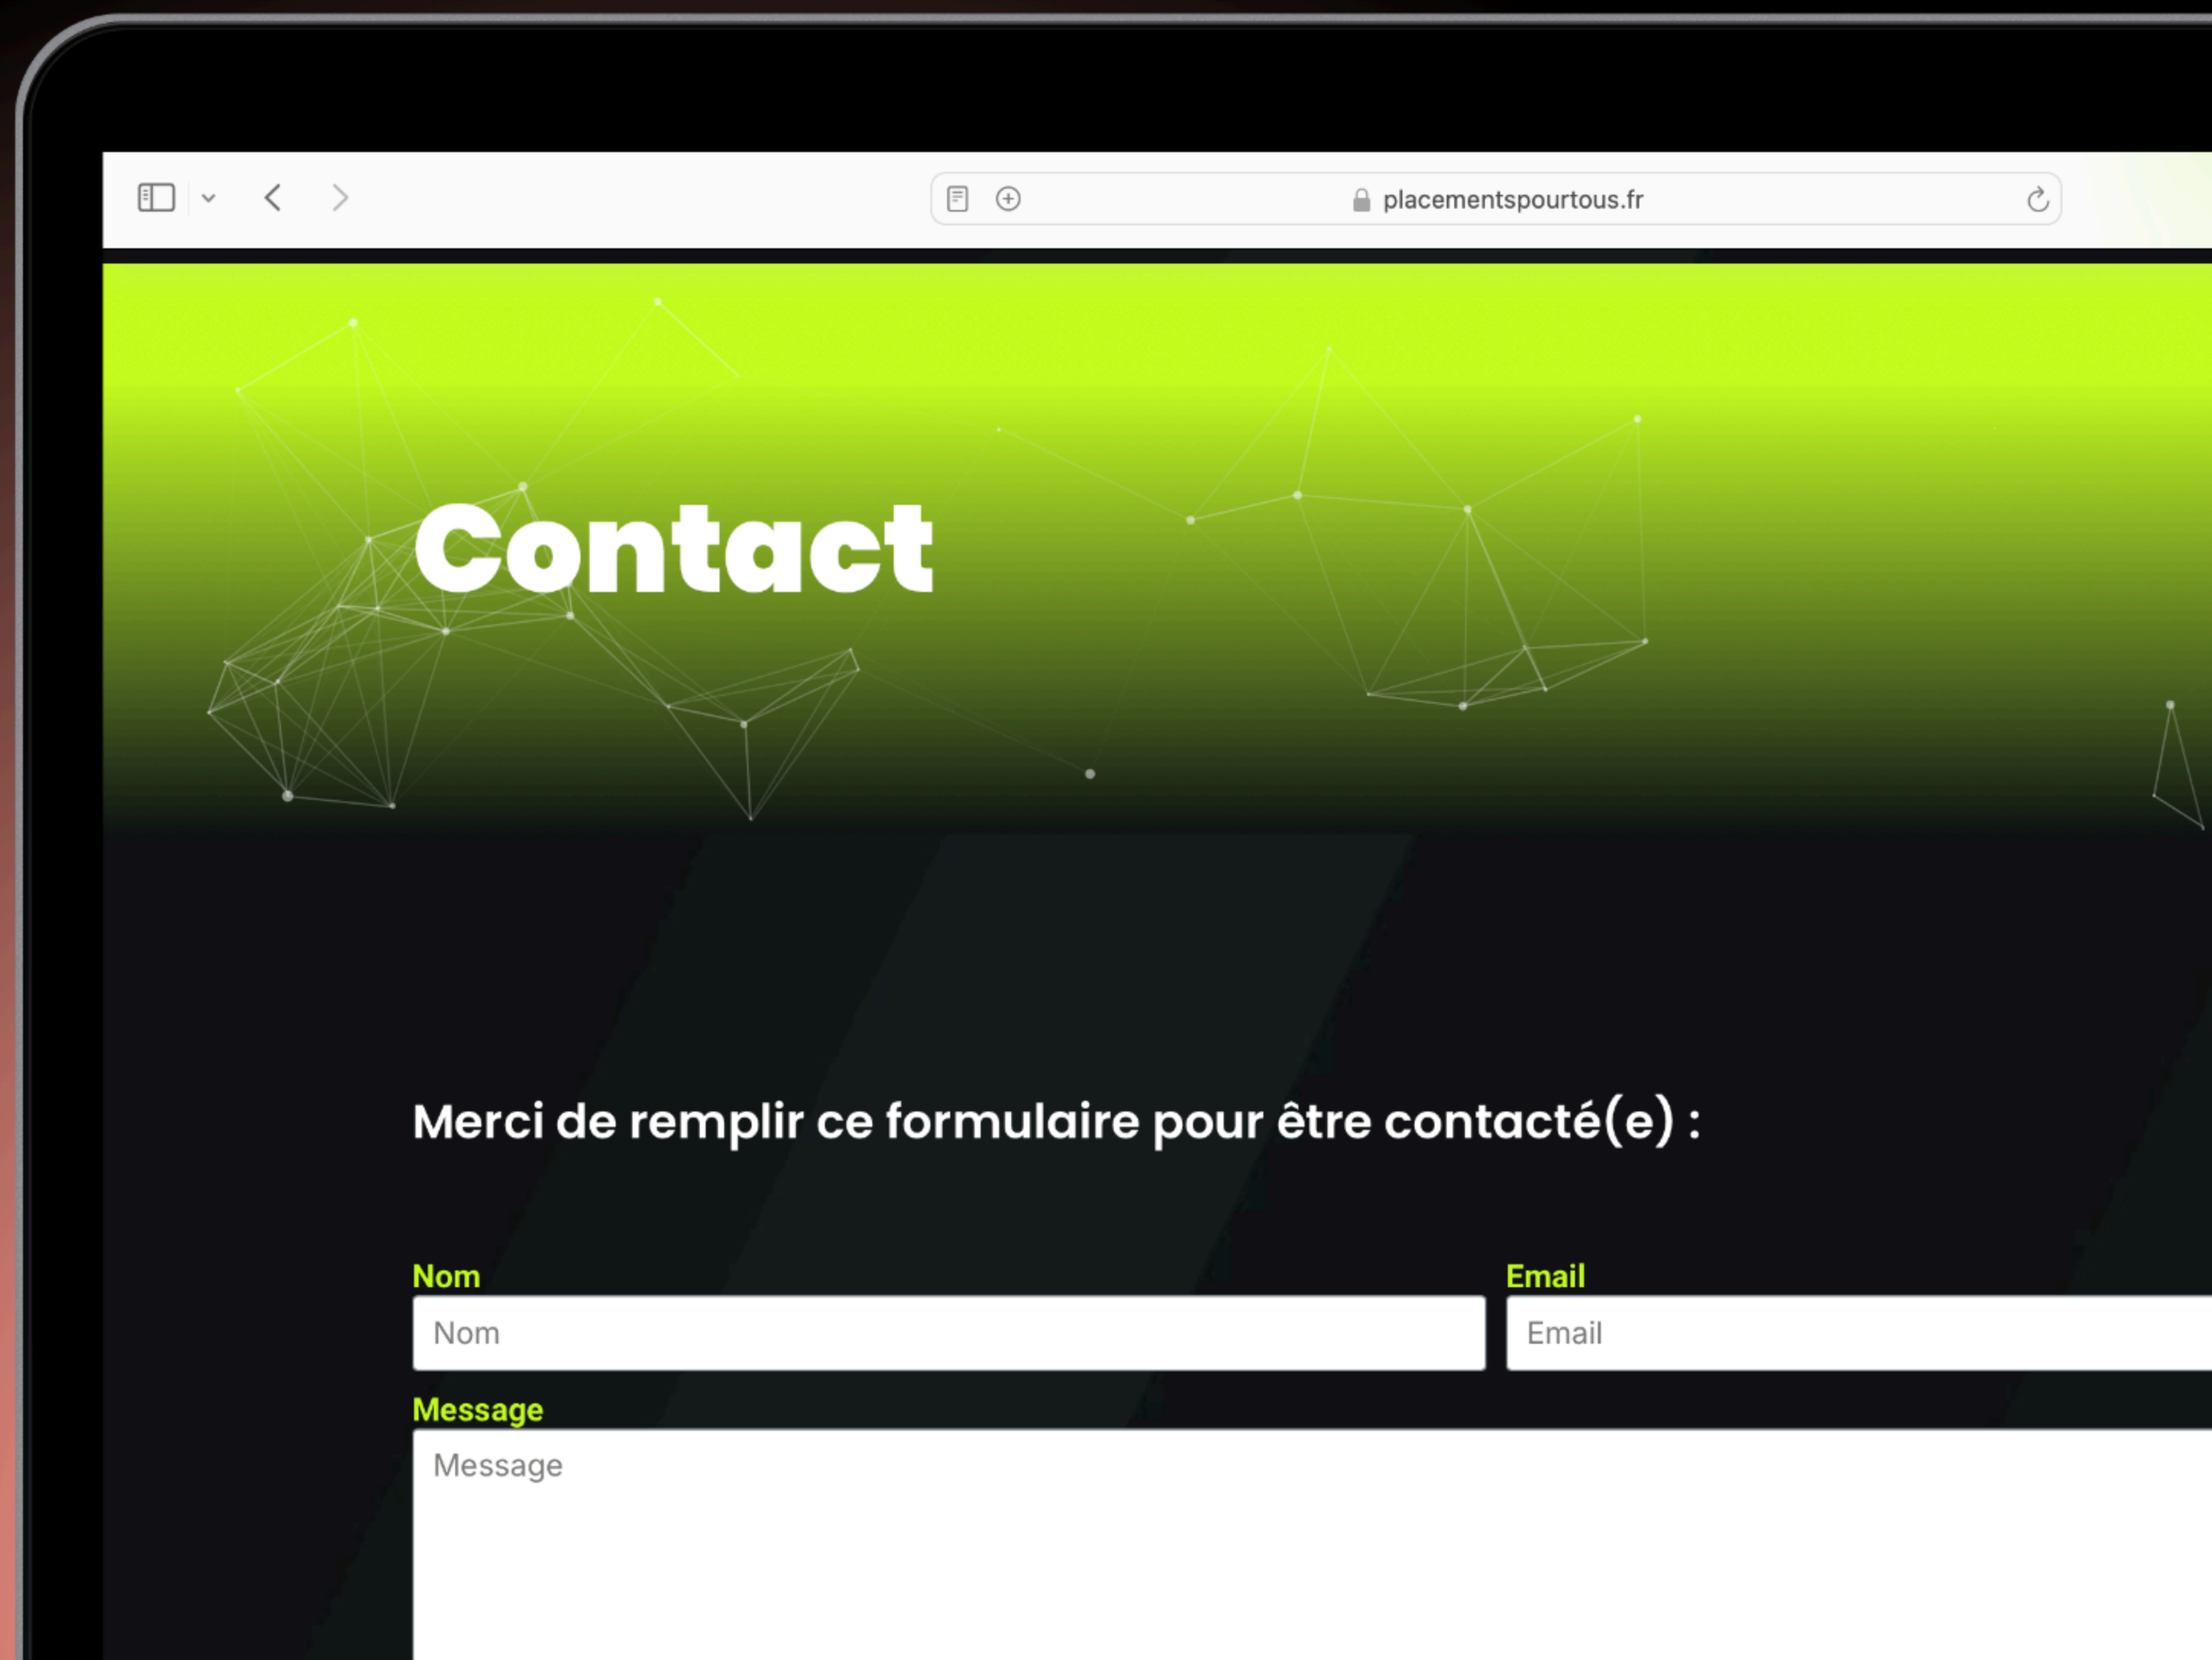 placementspourtous.fr
Contact
Merci de remplir ce formulaire pour être contacté(e) :
Nom
Email
Nom
Email
Message
Message